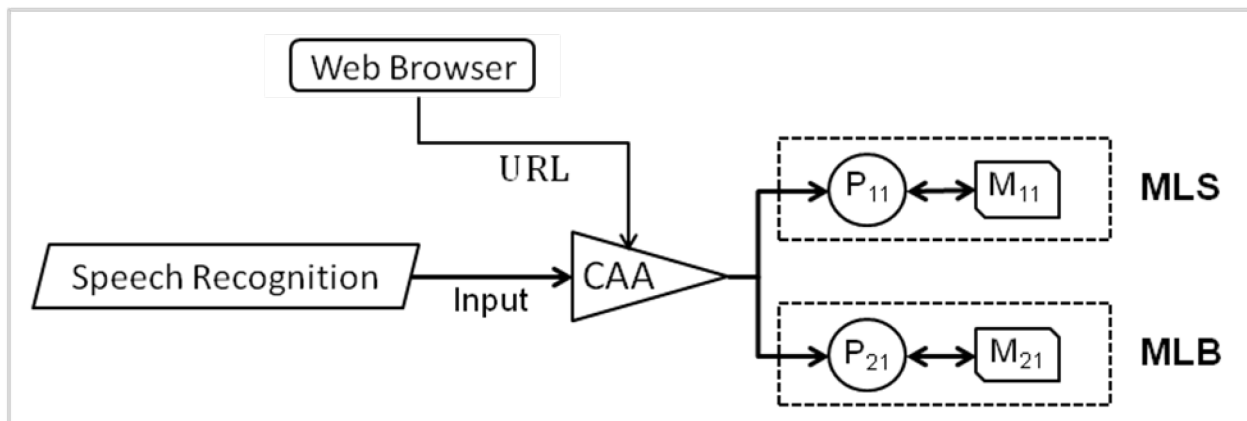 Web Browser
URL
Speech Recognition
Input
CAA
P₁₁
M₁₁
MLS
P₂₁
M₂₁
MLB